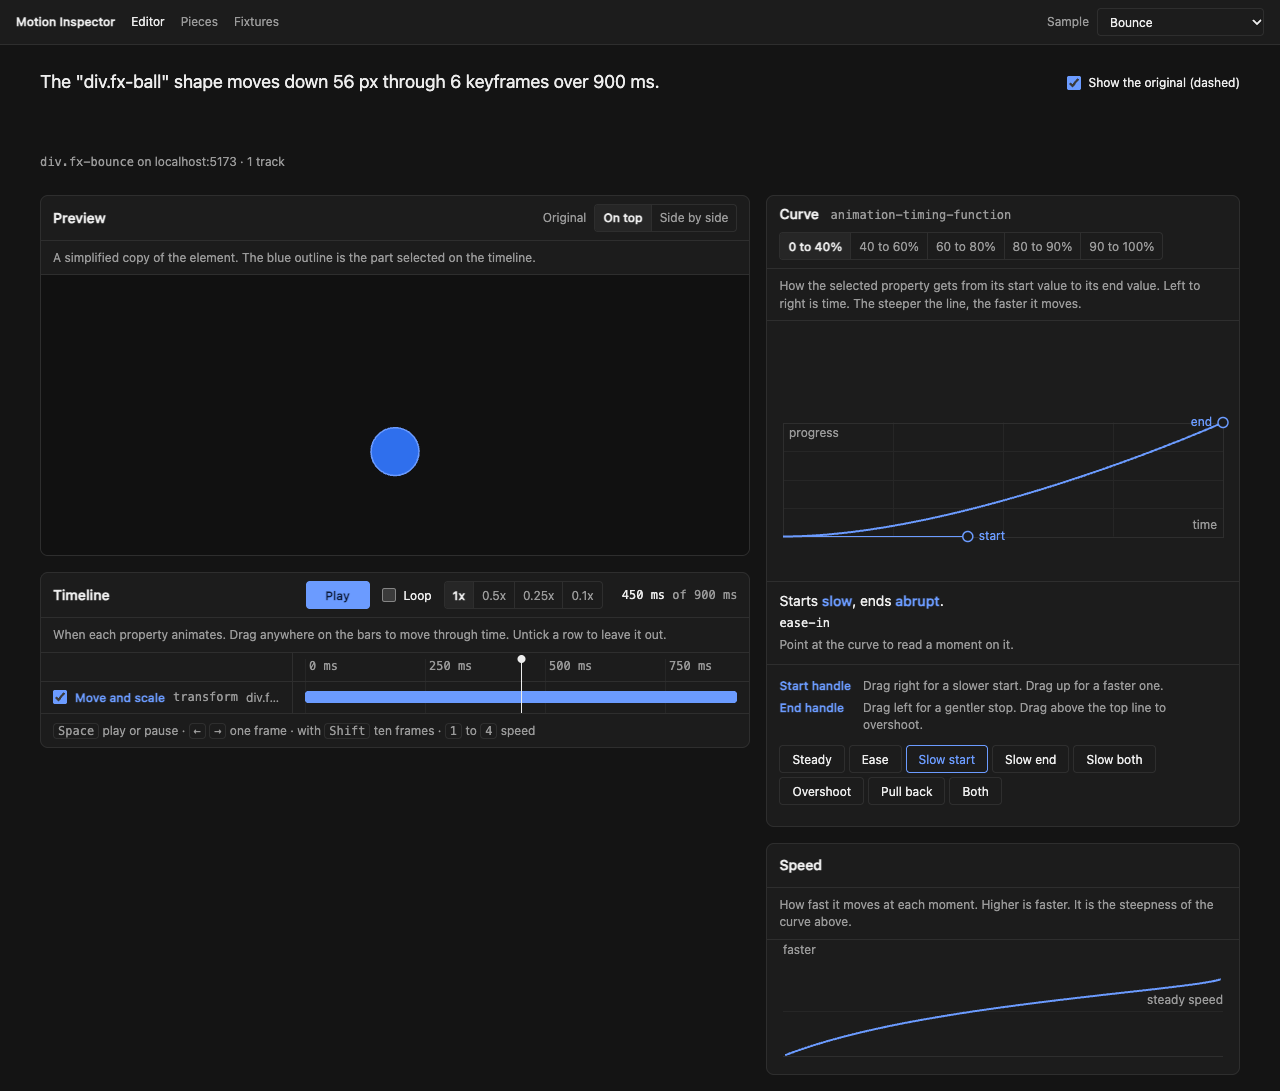 Motion Inspector Editor Pieces Fixtures Sample Bounce
The "div.fx-ball" shape moves down 56 px through 6 keyframes over 900 ms.
Show the original (dashed)
div.fx-bounce on localhost:5173 · 1 track
Preview Original On top Side by side
A simplified copy of the element. The blue outline is the part selected on the timeline.
Timeline Play Loop 1x 0.5x 0.25x 0.1x 450 ms of 900 ms
When each property animates. Drag anywhere on the bars to move through time. Untick a row to leave it out.
0 ms 250 ms 500 ms 750 ms
Move and scale transform div.f...
Space play or pause · ← → one frame · with Shift ten frames · 1 to 4 speed
Curve animation-timing-function
0 to 40% 40 to 60% 60 to 80% 80 to 90% 90 to 100%
How the selected property gets from its start value to its end value. Left to
right is time. The steeper the line, the faster it moves.
end
progress
time
start
Starts slow, ends abrupt.
ease-in
Point at the curve to read a moment on it.
Start handle Drag right for a slower start. Drag up for a faster one.
End handle Drag left for a gentler stop. Drag above the top line to
overshoot.
Steady Ease Slow start Slow end Slow both
Overshoot Pull back Both
Speed
How fast it moves at each moment. Higher is faster. It is the steepness of the
curve above.
faster
steady speed